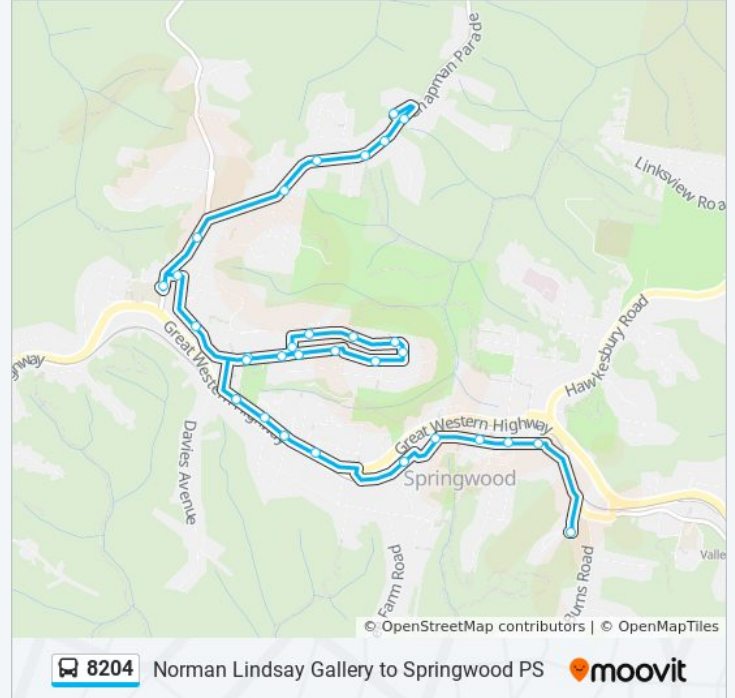 Chapman Parade
Linksview Roa
Hawkesbury Road
Great Western Highway
ghway
Great Western Highway
Davies Avenue
Springwood
Farm Road
Burns Road
Valle
© OpenStreetMap contributors | © OpenMapTiles
8204 Norman Lindsay Gallery to Springwood PS moovit